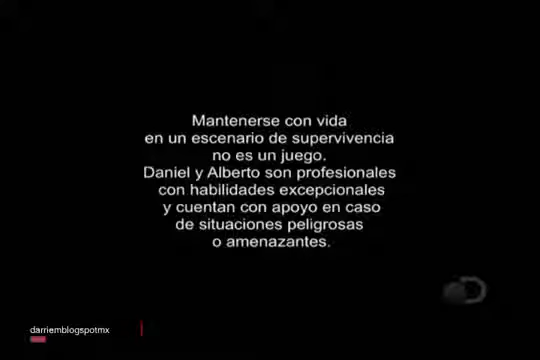 Mantenerse con vida
en un escenario de supervivencia
no es un juego.
Daniel y Alberto son profesionales
con habilidades excepcionales
y cuentan con apoyo en caso
de situaciones peligrosas
o amenazantes.
darriemblogspotmx